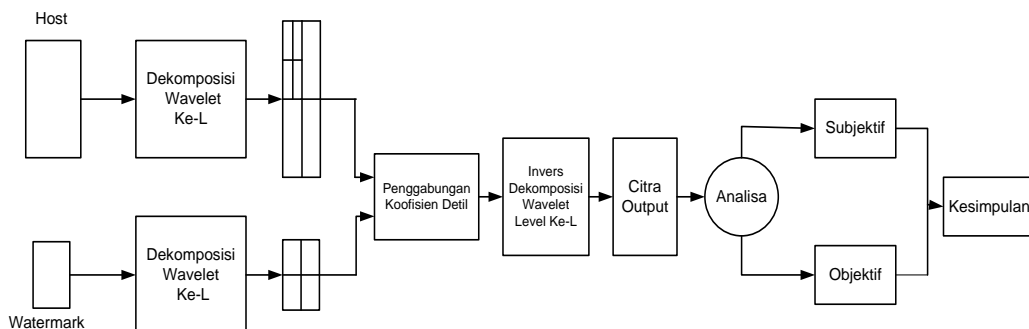 Host
Dekomposisi
Wavelet
Ke-L
Penggabungan
Koofisien Detil
Invers
Dekomposisi
Wavelet
Level Ke-L
Citra
Output
Analisa
Subjektif
Objektif
Kesimpulan
Dekomposisi
Wavelet
Ke-L
Watermark